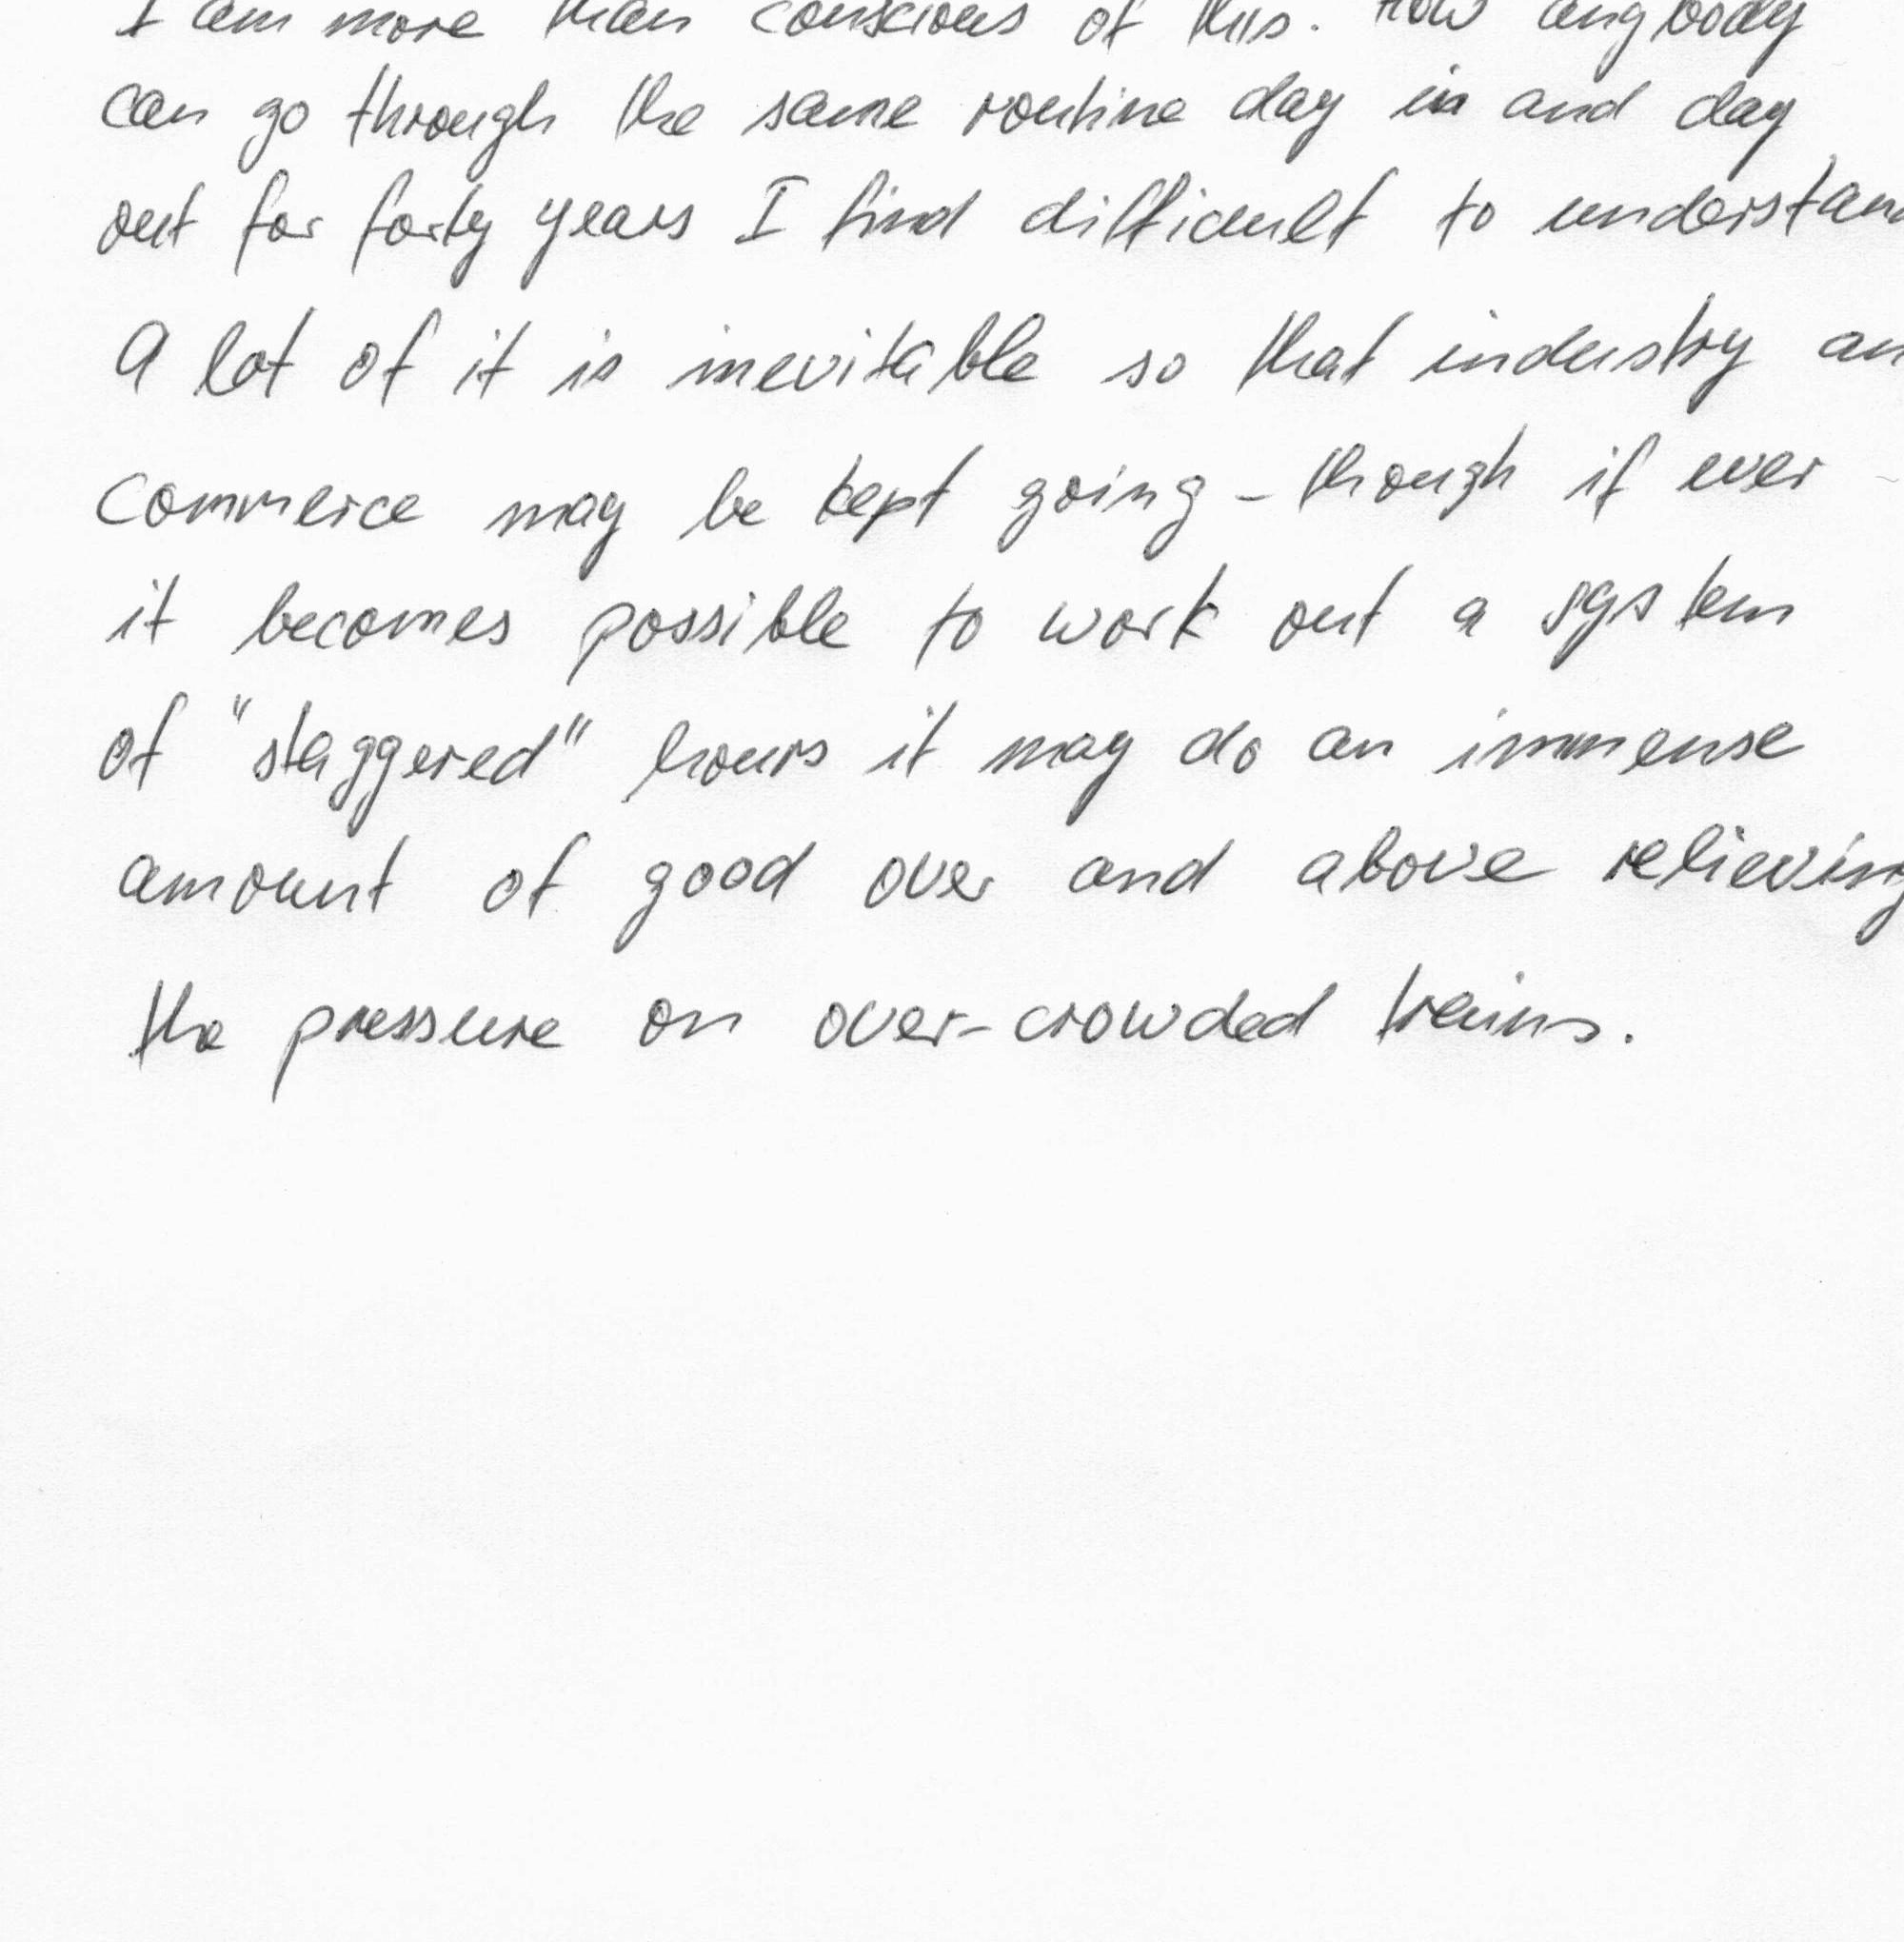 I am more than conscious of this. How anybody
can go through the same routine day in and day
out for forty years I find difficult to understan
A lot of it is inevitable so that industry an
commerce may be kept going - though if ever -
it becomes possible to work out a system
of "staggered" hours it may do an immense
amount of good over and above relieving
the pressure on over-crowded trains.